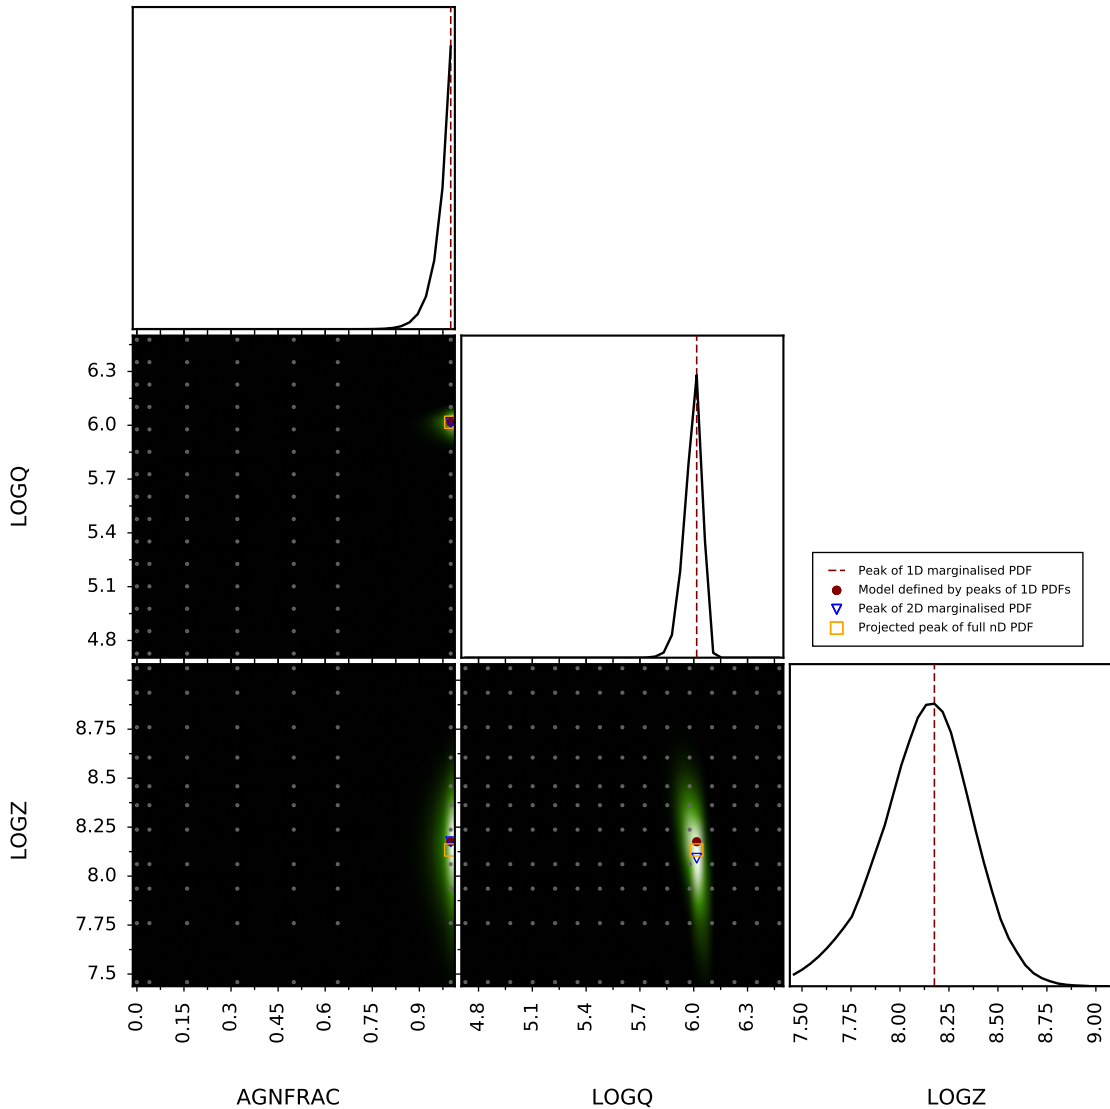 6.3
6.0
5.7
5.4
5.1
4.8
LOGQ
Peak of 1D marginalised PDF
Model defined by peaks of 1D PDFs
Peak of 2D marginalised PDF
Projected peak of full nD PDF
8.75
8.5
8.25
8.0
7.75
7.5
LOGZ
0.0 0.15 0.3 0.45 0.6 0.75 0.9
4.8 5.1 5.4 5.7 6.0 6.3
7.50 7.75 8.00 8.25 8.50 8.75 9.00
AGNFRAC
LOGQ
LOGZ